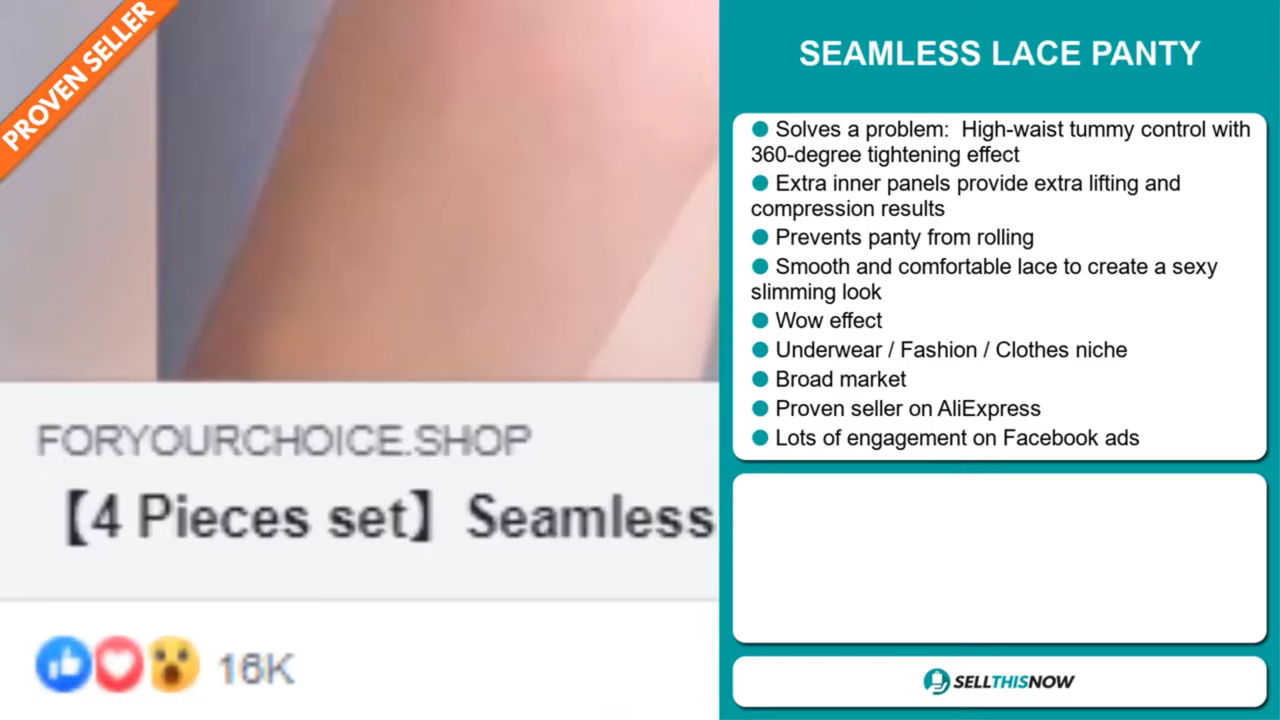 PROVEN SELLER
FORYOURCHOICE.SHOP
【4 Pieces set】 Seamless
16K
SEAMLESS LACE PANTY
● Solves a problem: High-waist tummy control with
360-degree tightening effect
● Extra inner panels provide extra lifting and
compression results
● Prevents panty from rolling
● Smooth and comfortable lace to create a sexy
slimming look
● Wow effect
● Underwear / Fashion / Clothes niche
● Broad market
● Proven seller on AliExpress
● Lots of engagement on Facebook ads
SELLTHISNOW